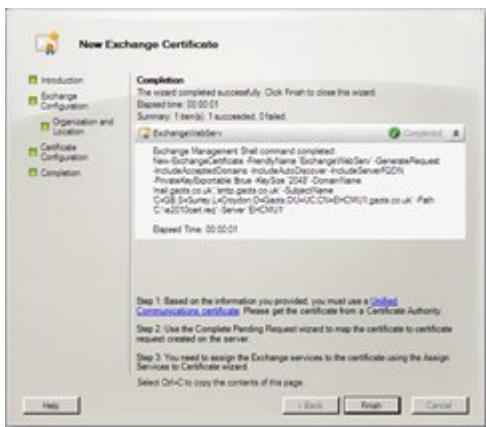 New Exchange Certificate
Introduction
Exchange
Configuration
Organization and
Location
Certificate
Configuration
Completion
Completion
The wizard completed successfully. Click Finish to close this wizard.
Elapsed time: 00:00:01
Summary: 1 item(s). 1 succeeded, 0 failed.
ExchangeWebServ
Completed
Exchange Management Shell command completed:
New-ExchangeCertificate -FriendlyName 'ExchangeWebServ' -GenerateRequest
-IncludeAcceptedDomains -IncludeAutoDiscover -IncludeServerFQDN
-PrivateKeyExportable $true -KeySize '2048' -DomainName
-SubjectName
-Path
-Server 'EHCMU1'
Elapsed Time: 00:00:01
Step 1: Based on the information you provided, you must use a Unified
Communications certificate. Please get the certificate from a Certificate Authority.
Step 2: Use the Complete Pending Request wizard to map the certificate to certificate
request created on the server.
Step 3: You need to assign the Exchange services to the certificate using the Assign
Services to Certificate wizard.
Select Ctrl+C to copy the contents of this page.
Help
< Back
Finish
Cancel